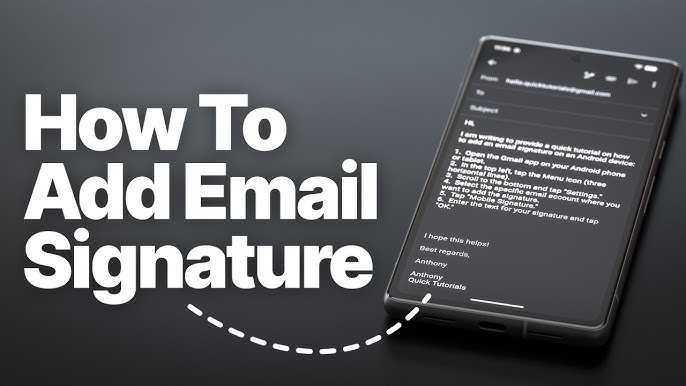 How To
Add Email
Signature
11:26
From hello.quicktutorials@gmail.com
To
Subject
Hi,
I am writing to provide a quick tutorial on how
to add an email signature on an Android device:
1. Open the Gmail app on your Android phone
or tablet.
2. In the top left, tap the Menu icon (three
horizontal lines).
3. Scroll to the bottom and tap "Settings."
4. Select the specific email account where you
want to add the signature.
5. Tap "Mobile Signature."
6. Enter the text for your signature and tap
"OK."
I hope this helps!
Best regards,
Anthony
Anthony
Quick Tutorials